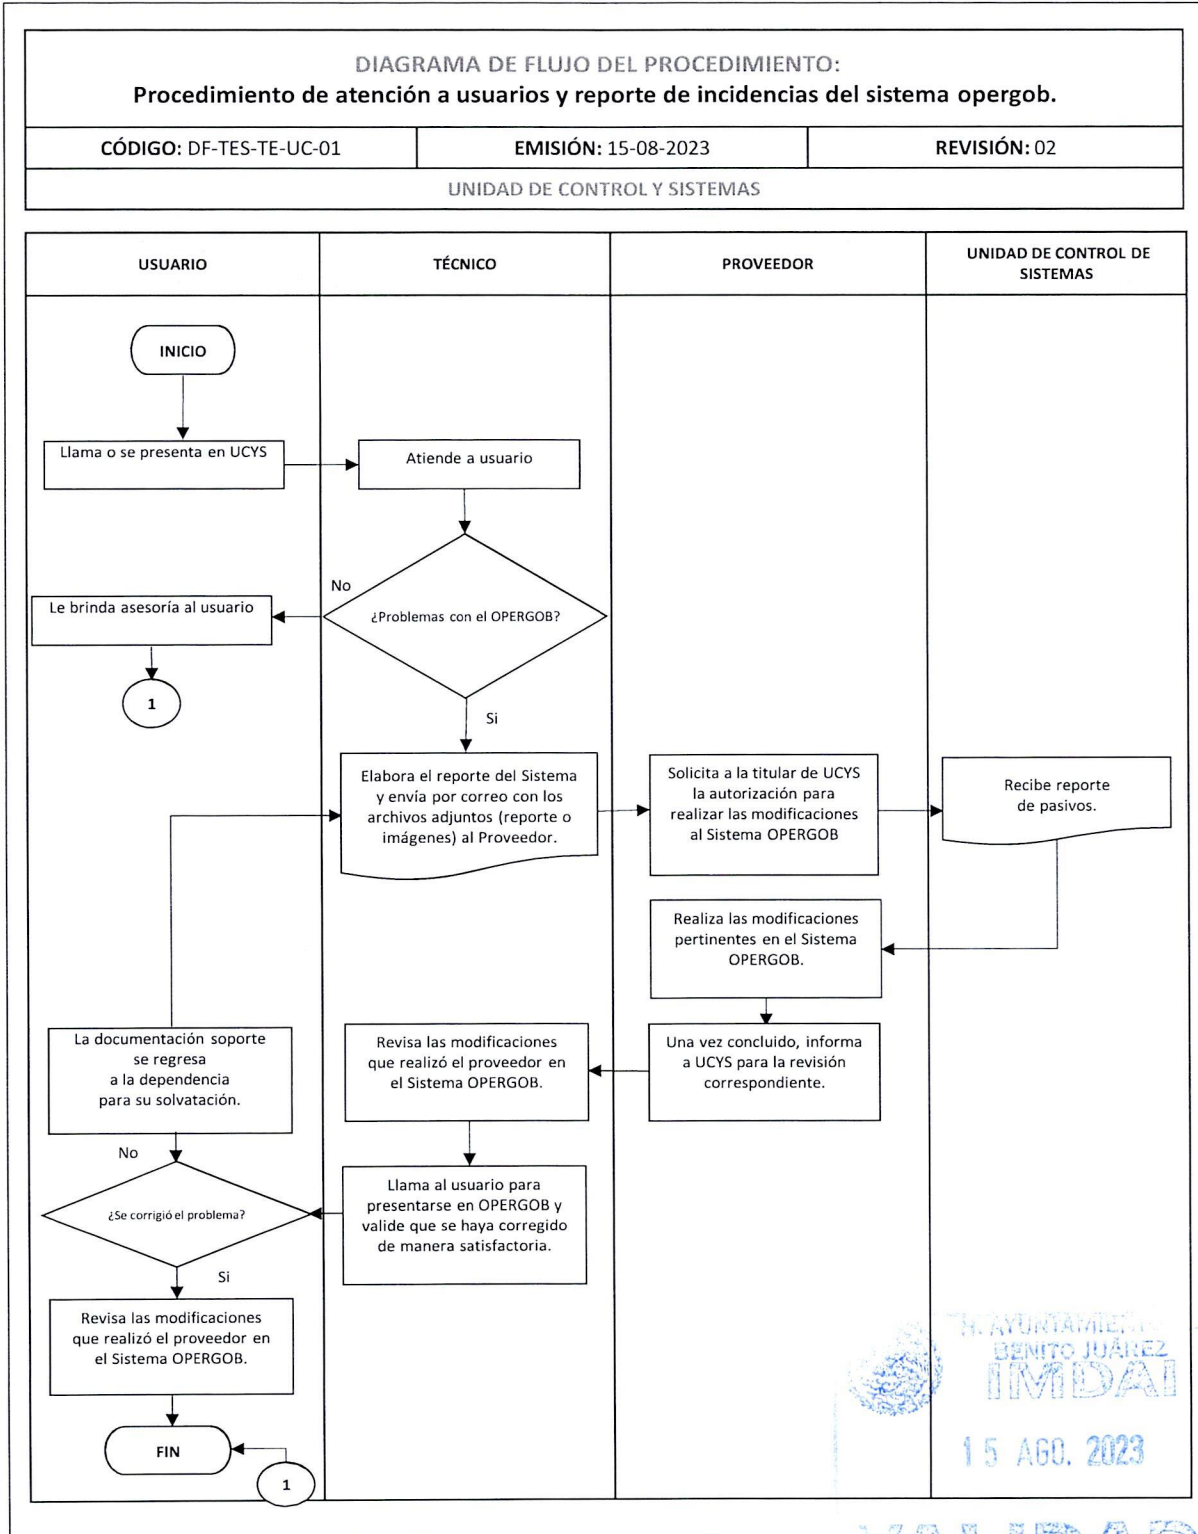 DIAGRAMA DE FLUJO DEL PROCEDIMIENTO:
Procedimiento de atención a usuarios y reporte de incidencias del sistema opergob.
CÓDIGO: DF-TES-TE-UC-01
EMISIÓN: 15-08-2023
REVISIÓN: 02
UNIDAD DE CONTROL Y SISTEMAS
USUARIO
TÉCNICO
PROVEEDOR
UNIDAD DE CONTROL DE
SISTEMAS
INICIO
Llama o se presenta en UCYS
Atiende a usuario
No
Le brinda asesoría al usuario
¿Problemas con el OPERGOB?
1
Si
Elabora el reporte del Sistema
y envía por correo con los
archivos adjuntos (reporte o
imágenes) al Proveedor.
Solicita a la titular de UCYS
la autorización para
realizar las modificaciones
al Sistema OPERGOB
Recibe reporte
de pasivos.
Realiza las modificaciones
pertinentes en el Sistema
OPERGOB.
La documentación soporte
se regresa
a la dependencia
para su solvatación.
Revisa las modificaciones
que realizó el proveedor en
el Sistema OPERGOB.
Una vez concluido, informa
a UCYS para la revisión
correspondiente.
No
¿Se corrigió el problema?
Llama al usuario para
presentarse en OPERGOB y
valide que se haya corregido
de manera satisfactoria.
Si
Revisa las modificaciones
que realizó el proveedor en
el Sistema OPERGOB.
FIN
1
H. AYUNTAMIENTO
BENITO JUÁREZ
IMDAI
15 AGO. 2023